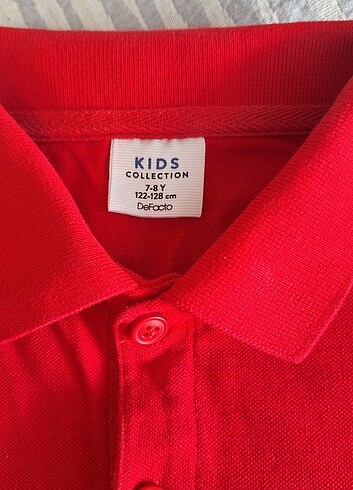 KIDS
COLLECTION
7-8 Y
122-128 cm
DeFacto